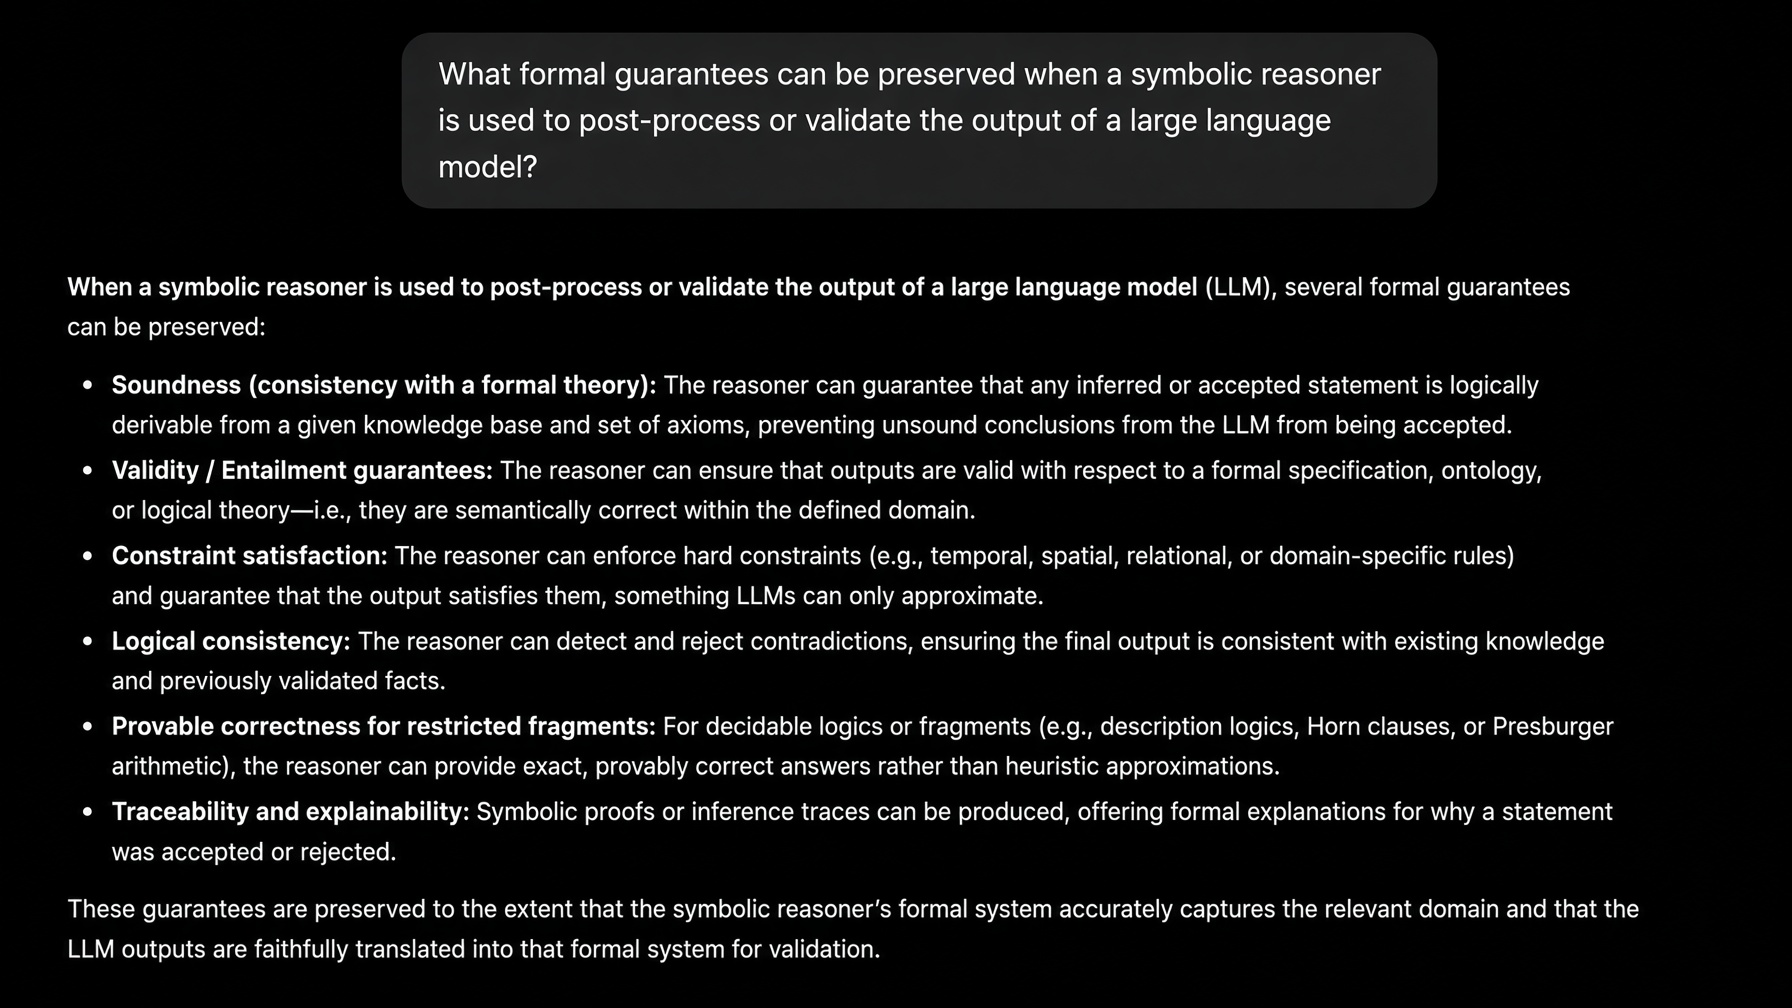 What formal guarantees can be preserved when a symbolic reasoner
is used to post-process or validate the output of a large language
model?
When a symbolic reasoner is used to post-process or validate the output of a large language model (LLM), several formal guarantees
can be preserved:
• Soundness (consistency with a formal theory): The reasoner can guarantee that any inferred or accepted statement is logically
derivable from a given knowledge base and set of axioms, preventing unsound conclusions from the LLM from being accepted.
• Validity / Entailment guarantees: The reasoner can ensure that outputs are valid with respect to a formal specification, ontology,
or logical theory—i.e., they are semantically correct within the defined domain.
• Constraint satisfaction: The reasoner can enforce hard constraints (e.g., temporal, spatial, relational, or domain-specific rules)
and guarantee that the output satisfies them, something LLMs can only approximate.
• Logical consistency: The reasoner can detect and reject contradictions, ensuring the final output is consistent with existing knowledge
and previously validated facts.
• Provable correctness for restricted fragments: For decidable logics or fragments (e.g., description logics, Horn clauses, or Presburger
arithmetic), the reasoner can provide exact, provably correct answers rather than heuristic approximations.
• Traceability and explainability: Symbolic proofs or inference traces can be produced, offering formal explanations for why a statement
was accepted or rejected.
These guarantees are preserved to the extent that the symbolic reasoner’s formal system accurately captures the relevant domain and that the
LLM outputs are faithfully translated into that formal system for validation.